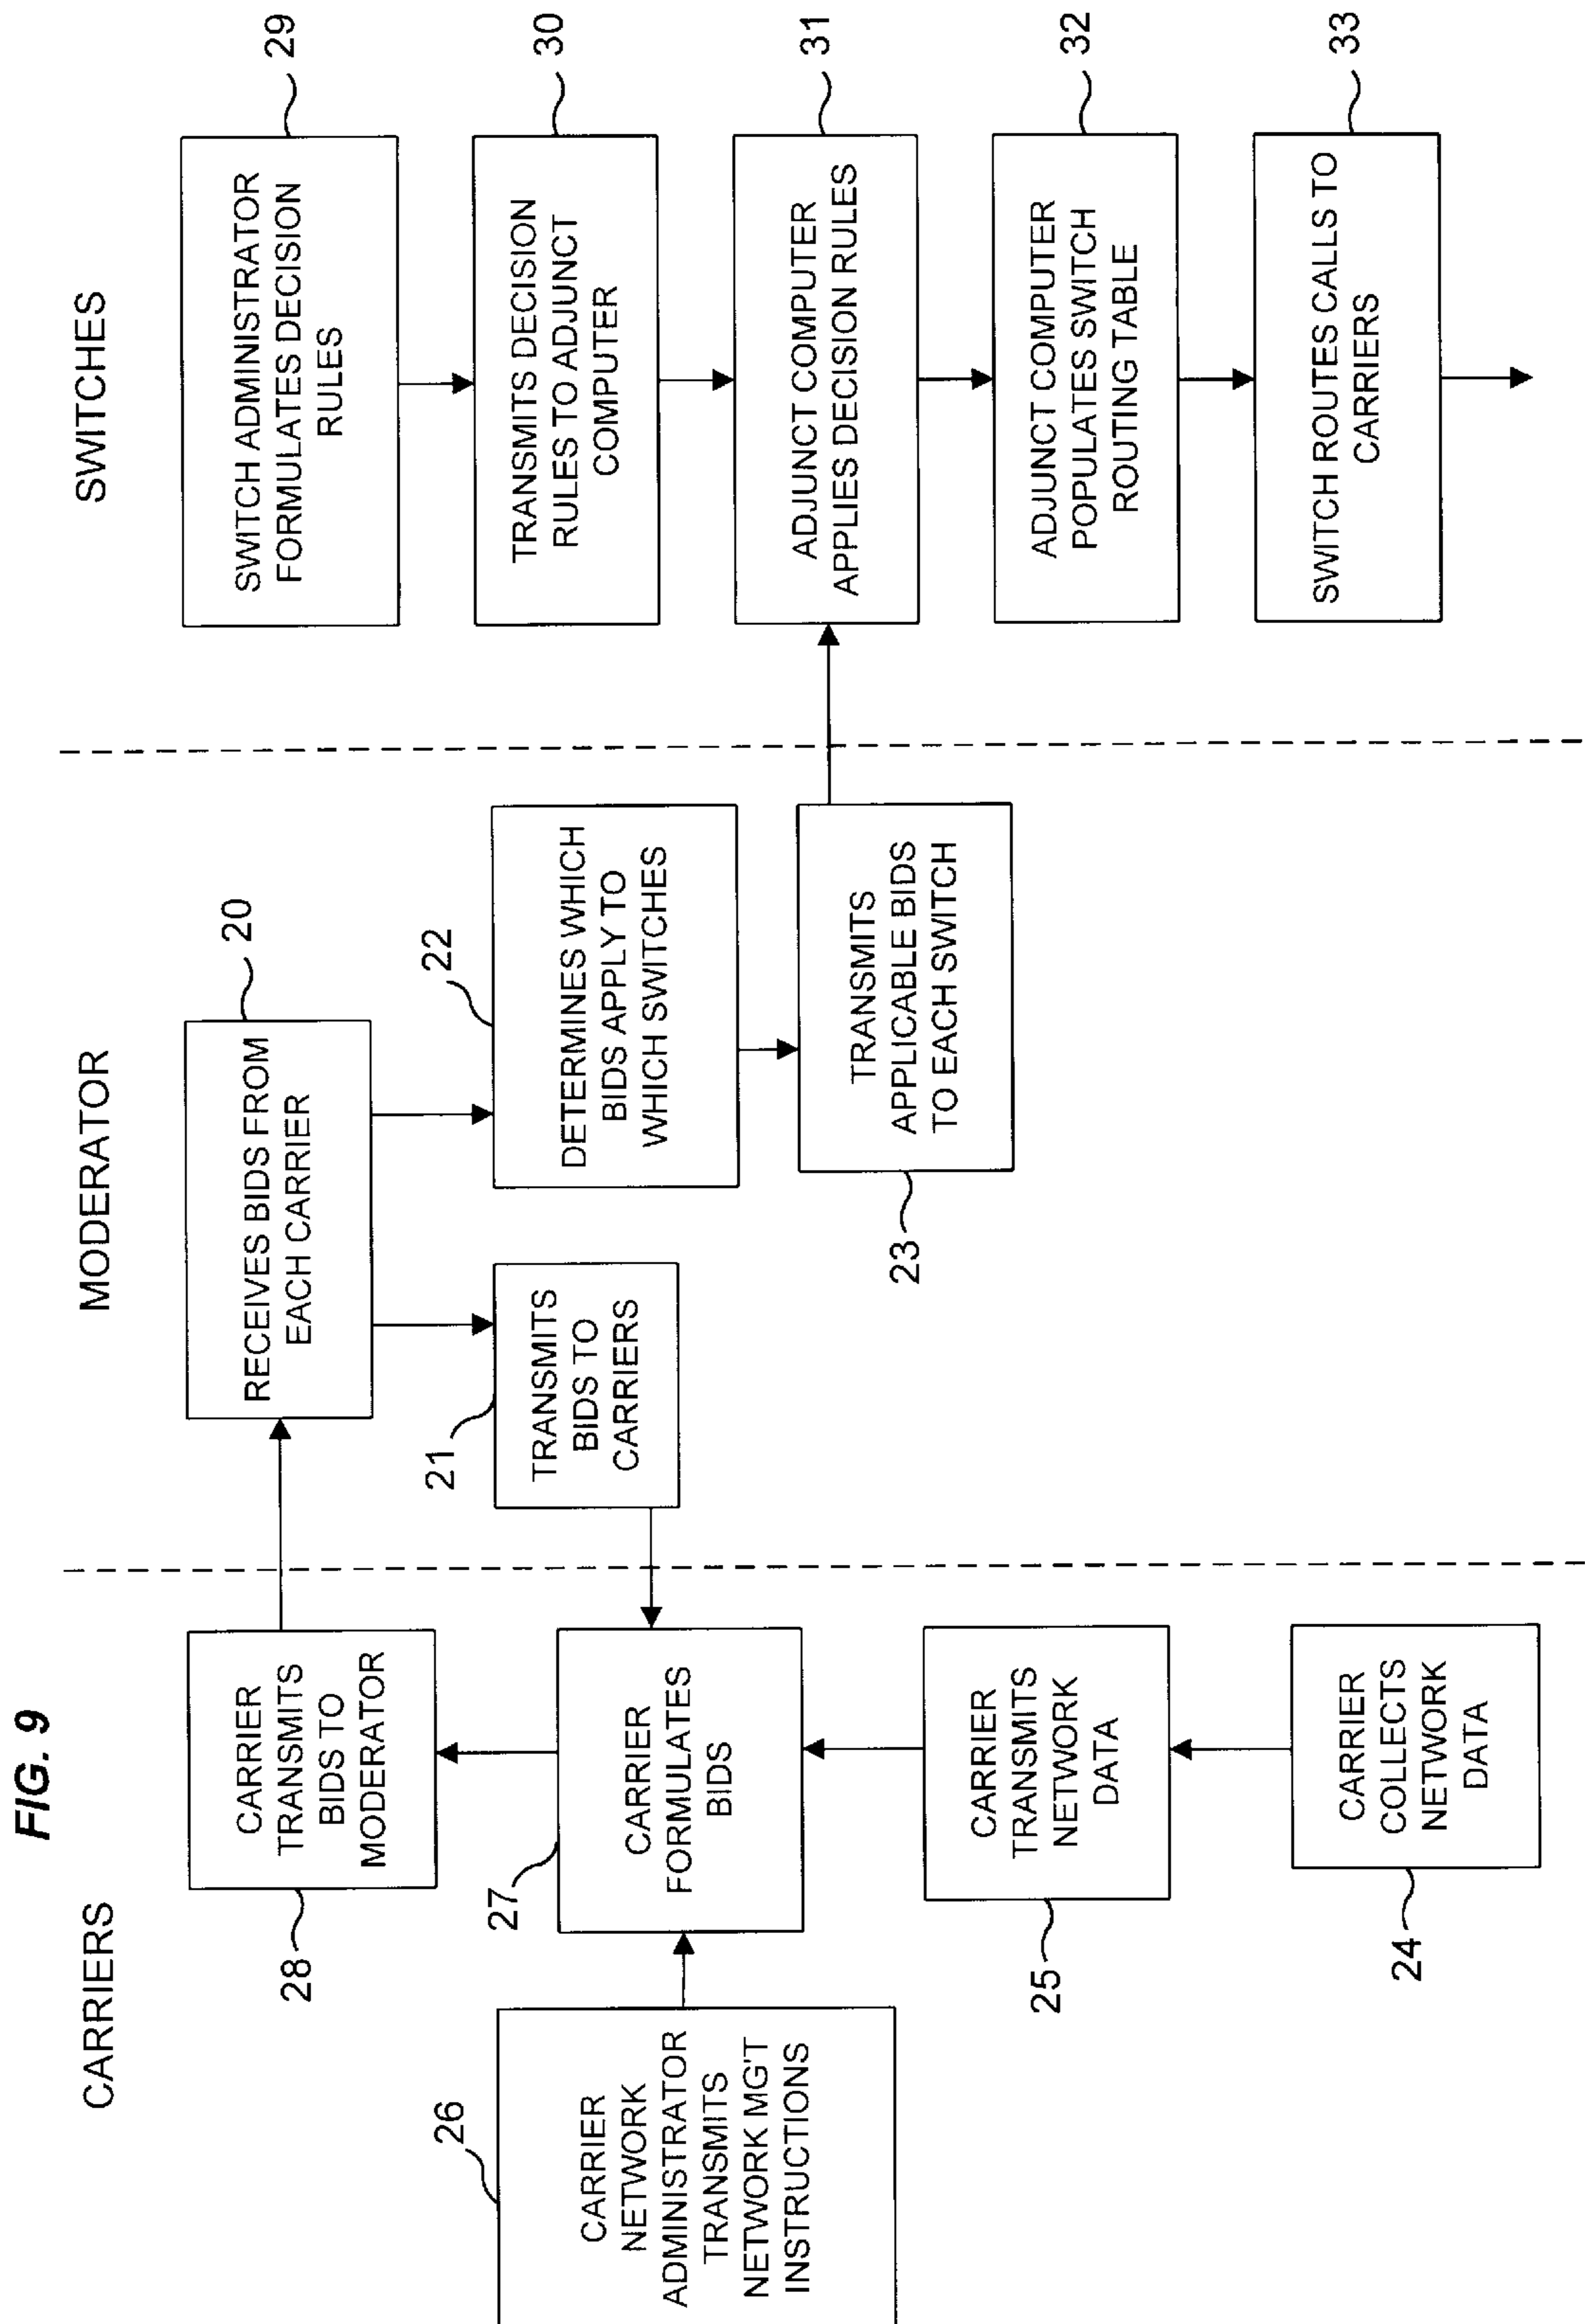 FIG. 9
CARRIERS
MODERATOR
SWITCHES
28
CARRIER
TRANSMITS
BIDS TO
MODERATOR
26
CARRIER
NETWORK
ADMINISTRATOR
TRANSMITS
NETWORK MG'T
INSTRUCTIONS
27
CARRIER
FORMULATES
BIDS
25
CARRIER
TRANSMITS
NETWORK
DATA
24
CARRIER
COLLECTS
NETWORK
DATA
20
RECEIVES BIDS FROM
EACH CARRIER
21
TRANSMITS
BIDS TO
CARRIERS
22
DETERMINES WHICH
BIDS APPLY TO
WHICH SWITCHES
23
TRANSMITS
APPLICABLE BIDS
TO EACH SWITCH
SWITCH ADMINISTRATOR
FORMULATES DECISION
RULES
29
TRANSMITS DECISION
RULES TO ADJUNCT
COMPUTER
30
ADJUNCT COMPUTER
APPLIES DECISION RULES
31
ADJUNCT COMPUTER
POPULATES SWITCH
ROUTING TABLE
32
SWITCH ROUTES CALLS TO
CARRIERS
33